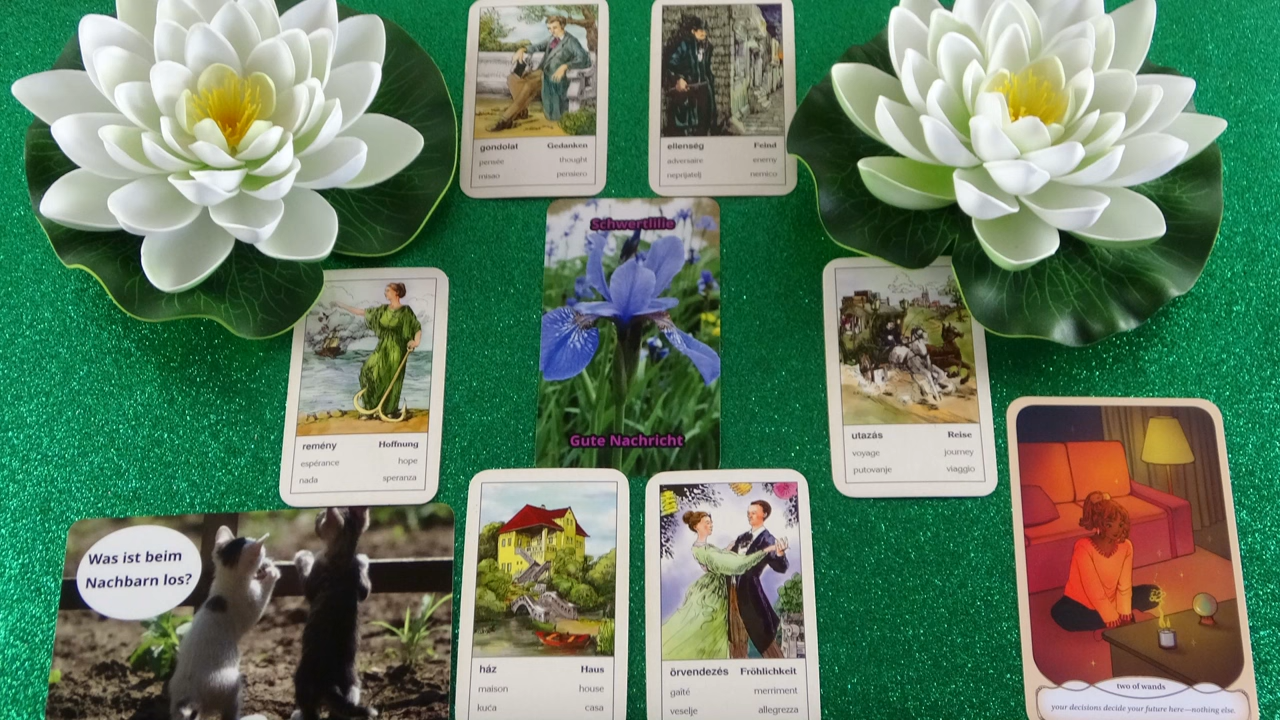 gondolat Gedanken
pensée thought
misao pensiero
ellenség Feind
adversaire enemy
neprijatelj nemico
Schwertlilie
Gute Nachricht
remény Hoffnung
espérance hope
nada speranza
utazás Reise
voyage journey
putovanje viaggio
Was ist beim
Nachbarn los?
ház Haus
maison house
kuća casa
örvendezés Fröhlichkeit
gaité merriment
veselje allegrezza
two of wands
your decisions decide your future here—nothing else.